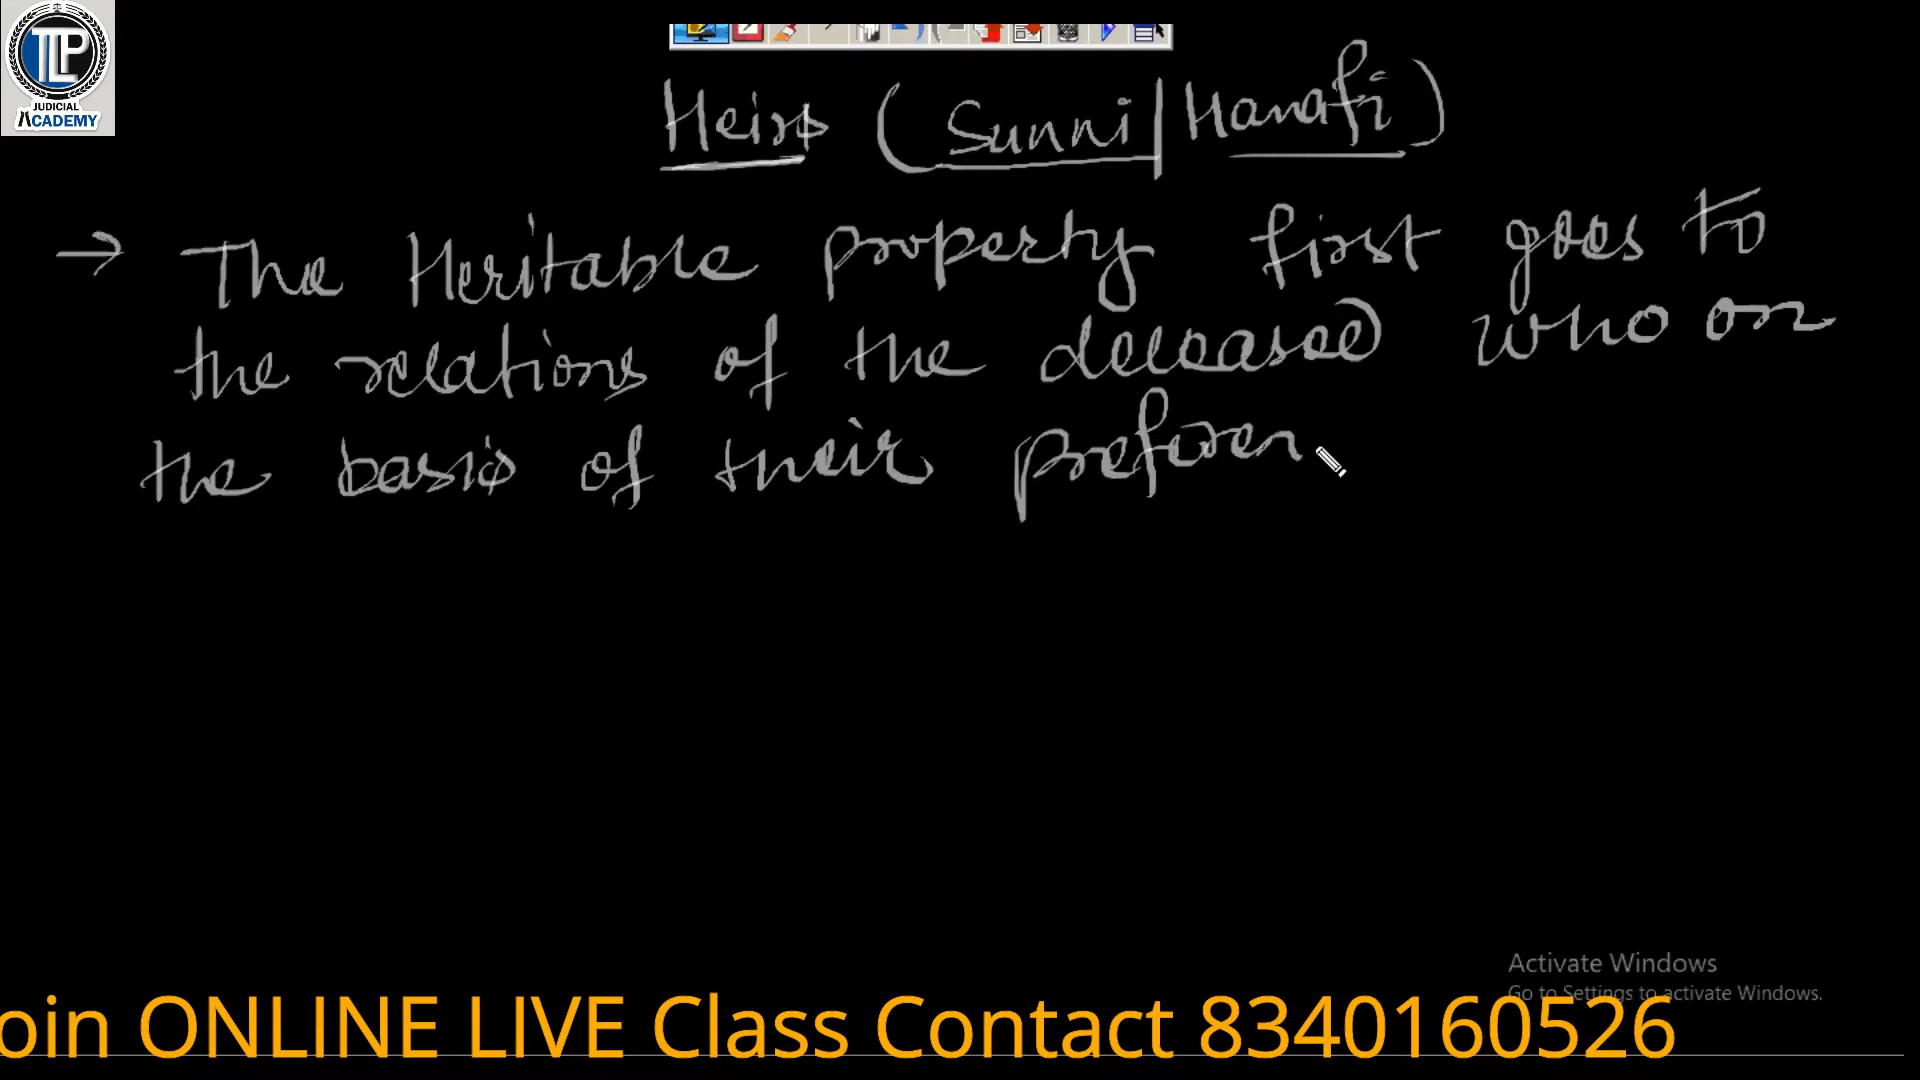 TLP
JUDICIAL
ACADEMY
Heirs (Sunni|Hanafi)
→ The Heritable property first goes to
the relations of the deceased who on
the basis of their preferen
Activate Windows
Go to Settings to activate Windows.
oin ONLINE LIVE Class Contact 8340160526